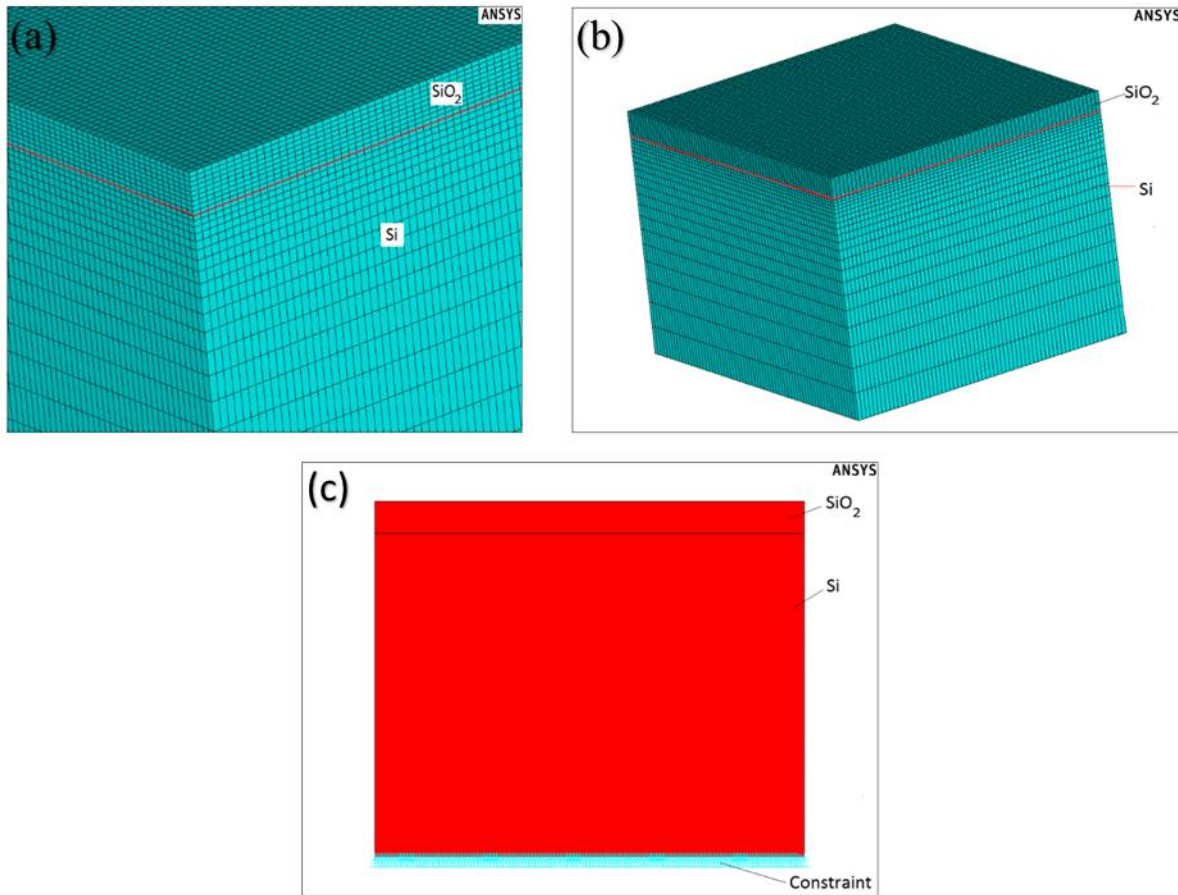 (a)
ANSYS
SiO₂
Si
(b)
ANSYS
SiO₂
Si
(c)
ANSYS
SiO₂
Si
Constraint